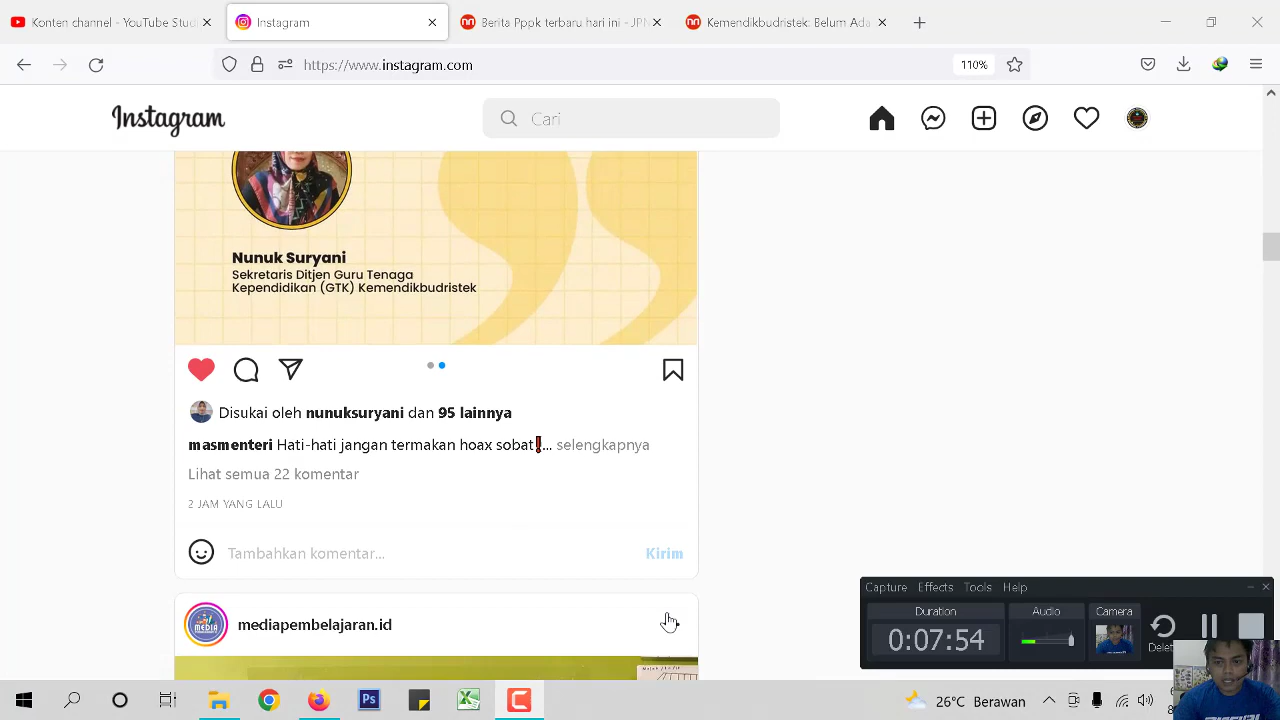 Konten channel - YouTube Stud
Instagram
Berita Pppk terbaru hari ini - JPN
Kemendikbudristek: Belum Ada
https://www.instagram.com
110%
Instagram
Cari
Nunuk Suryani
Sekretaris Ditjen Guru Tenaga
Kependidikan (GTK) Kemendikbudristek
Disukai oleh nunuksuryani dan 95 lainnya
masmenteri Hati-hati jangan termakan hoax sobat❗... selengkapnya
Lihat semua 22 komentar
2 JAM YANG LALU
Tambahkan komentar...
Kirim
mediapembelajaran.id
Capture Effects Tools Help
Duration
Audio
Camera
0:07:54
Delet
26°C Berawan